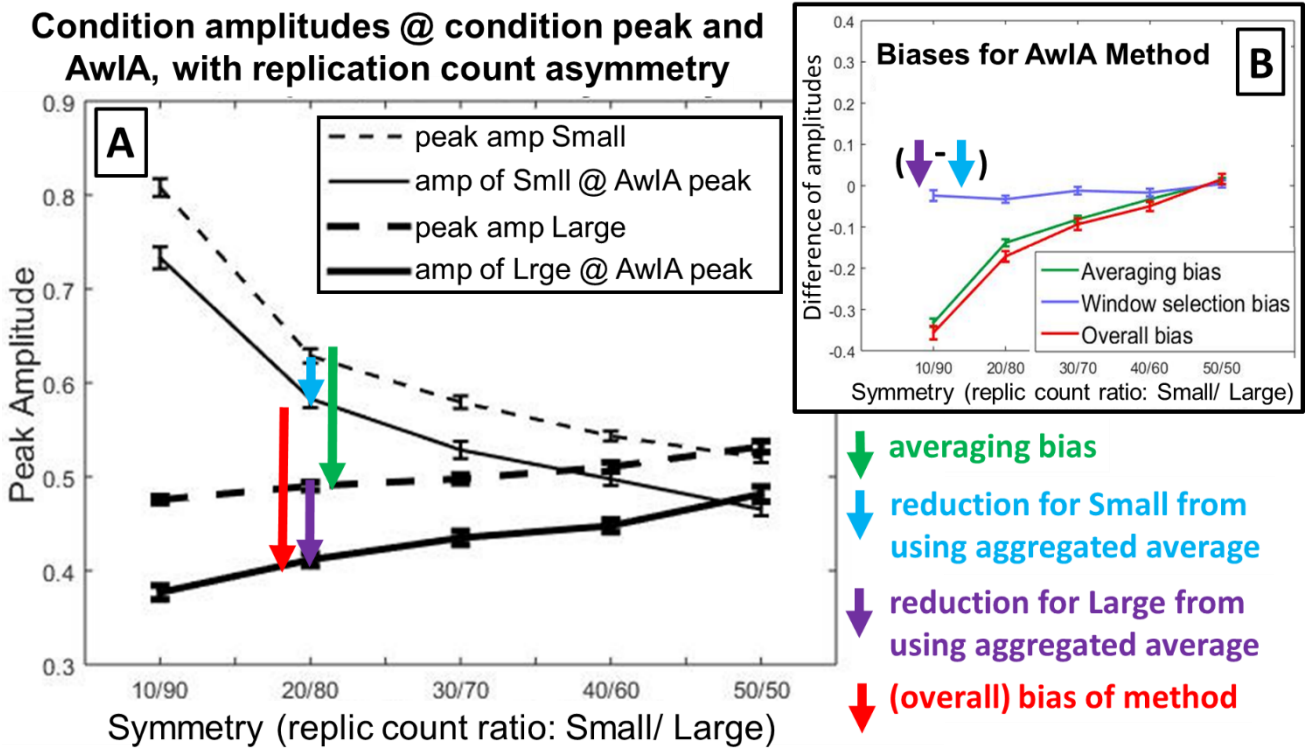 Condition amplitudes @ condition peak and
AwIA, with replication count asymmetry
A
peak amp Small
amp of Smll @ AwIA peak
peak amp Large
amp of Lrge @ AwIA peak
Peak Amplitude
0.9
0.8
0.7
0.6
0.5
0.4
0.3
10/90
20/80
30/70
40/60
50/50
Symmetry (replic count ratio: Small/ Large)
Biases for AwIA Method
B
( - )
Difference of amplitudes
0.4
0.3
0.2
0.1
0
-0.1
-0.2
-0.3
-0.4
Averaging bias
Window selection bias
Overall bias
10/90
20/80
30/70
40/60
50/50
Symmetry (replic count ratio: Small/ Large)
averaging bias
reduction for Small from
using aggregated average
reduction for Large from
using aggregated average
(overall) bias of method